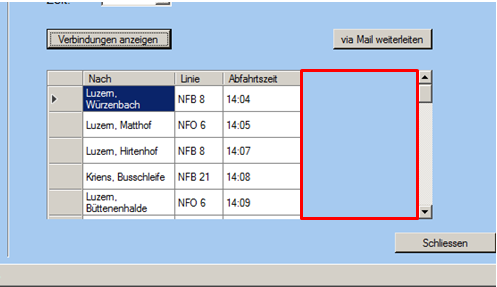 Verbindungen anzeigen via Mail weiterleiten
Nach Linie Abfahrtszeit
Luzern, Würzenbach NFB 8 14:04
Luzern, Matthof NFO 6 14:05
Luzern, Hirtenhof NFB 8 14:07
Kriens, Busschleife NFB 21 14:08
Luzern, Büttenenhalde NFO 6 14:09
Schliessen